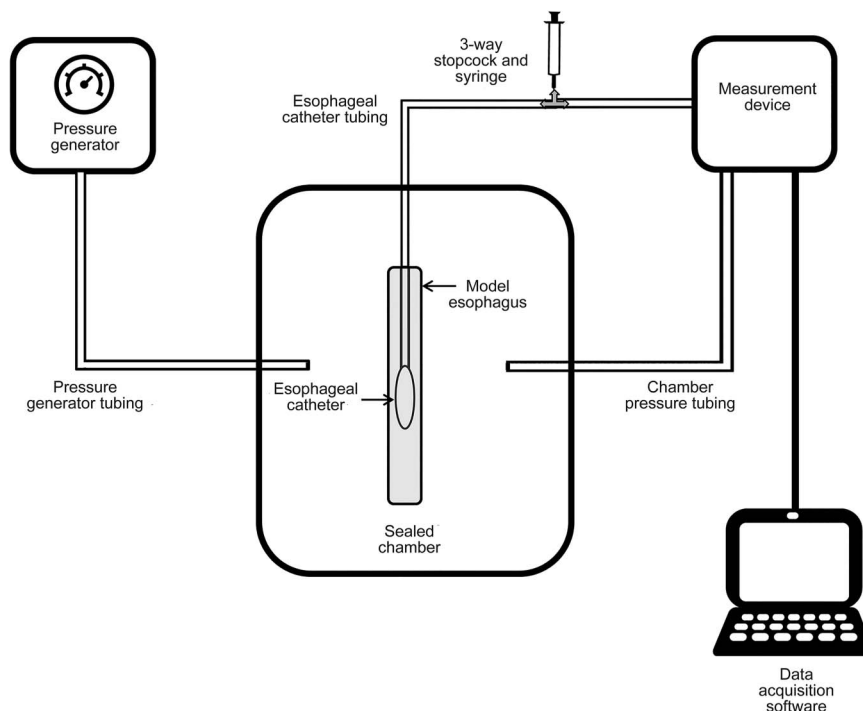 3-way
stopcock and
syringe
Esophageal
catheter tubing
Measurement
device
Pressure
generator
Model
esophagus
Pressure
generator tubing
Esophageal
catheter
Chamber
pressure tubing
Sealed
chamber
Data
acquisition
software